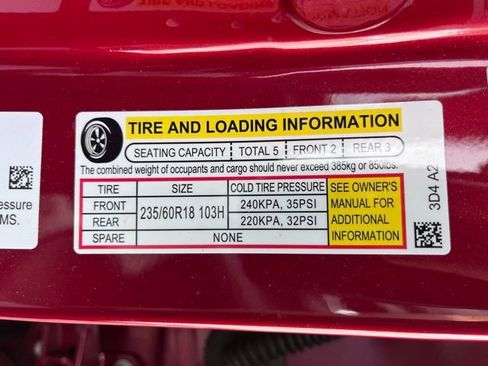 TIRE AND LOADING INFORMATION
SEATING CAPACITY TOTAL 5 FRONT 2 REAR 3
The combined weight of occupants and cargo should never exceed 385kg or 850lbs.
TIRE SIZE COLD TIRE PRESSURE SEE OWNER'S MANUAL FOR ADDITIONAL INFORMATION
FRONT 235/60R18 103H 240KPA, 35PSI
REAR 220KPA, 32PSI
SPARE NONE
3D4 A2
essure
MS.